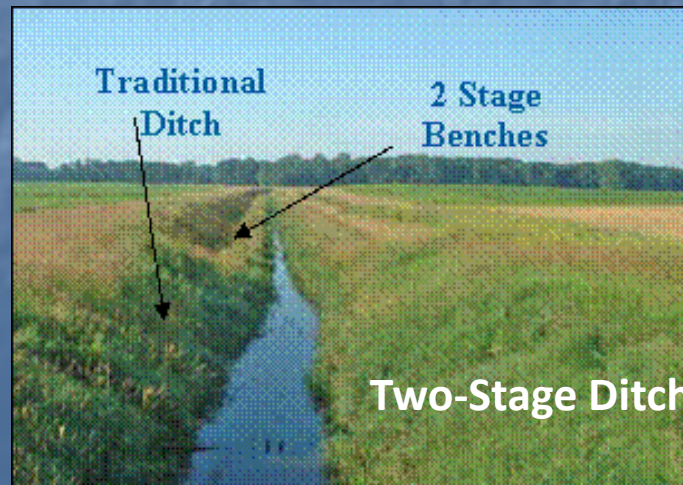 Traditional
Ditch
2 Stage
Benches
Two-Stage Ditch